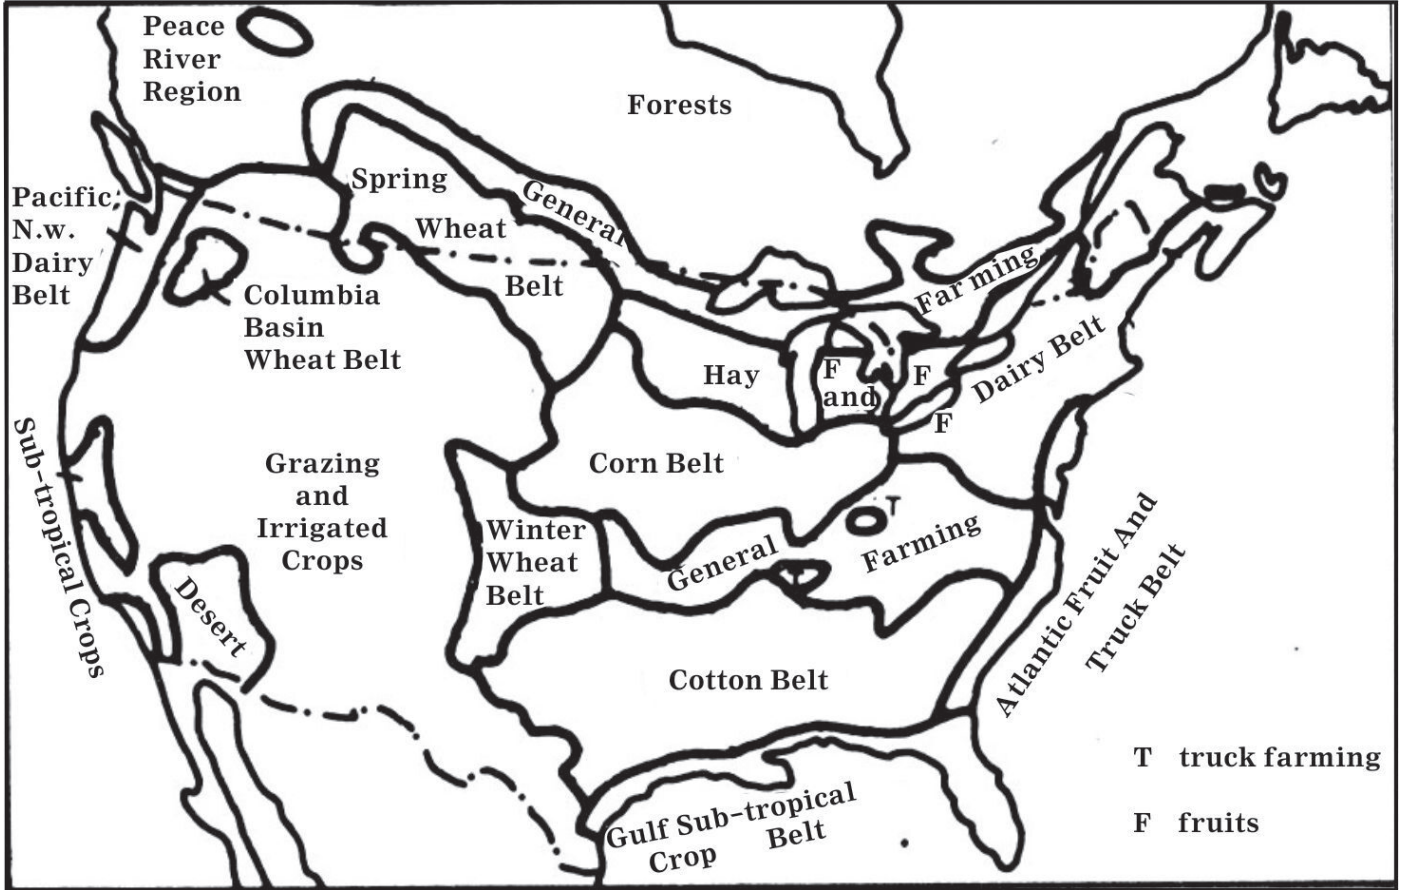 Peace
River
Region
Forests
Spring
Wheat
Belt
General
Farming
Pacific
N.w.
Dairy
Belt
Columbia
Basin
Wheat Belt
Hay
F
and
F
F
Dairy Belt
Sub-tropical Crops
Grazing
and
Irrigated
Crops
Corn Belt
Winter
Wheat
Belt
General
Farming
T
T
Desert
Cotton Belt
Atlantic Fruit And
Truck Belt
Gulf Sub-tropical
Crop Belt
T truck farming
F fruits